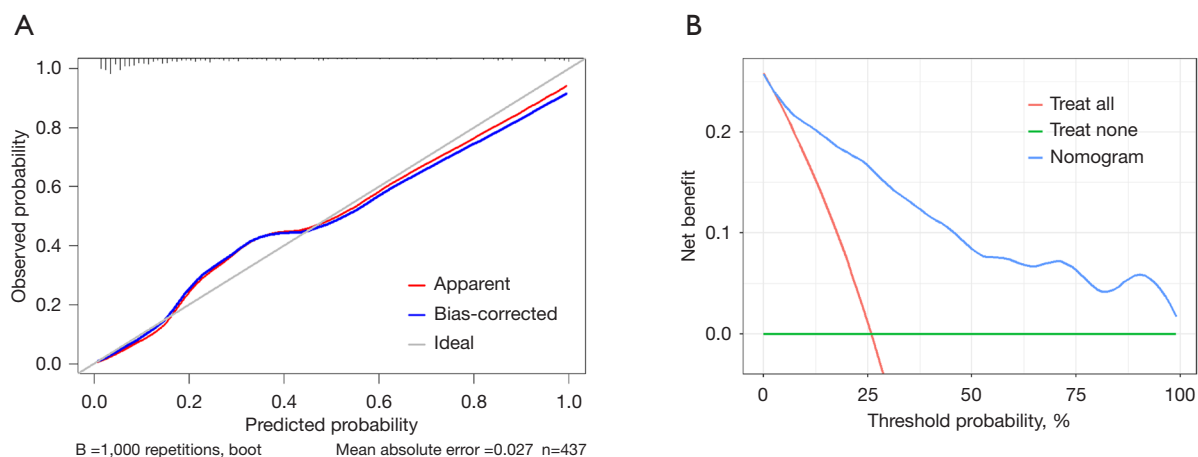 A
Observed probability
1.0
0.8
0.6
0.4
0.2
0.0
Apparent
Bias-corrected
Ideal
0.0 0.2 0.4 0.6 0.8 1.0
Predicted probability
B =1,000 repetitions, boot Mean absolute error =0.027 n=437
B
Net benefit
0.2
0.1
0.0
Treat all
Treat none
Nomogram
0 25 50 75 100
Threshold probability, %